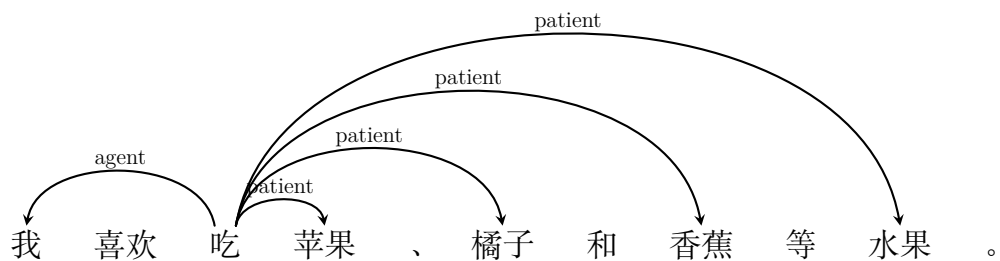 patient
patient
patient
agent
patient
我 喜欢 吃 苹果 、 橘子 和 香蕉 等 水果 。